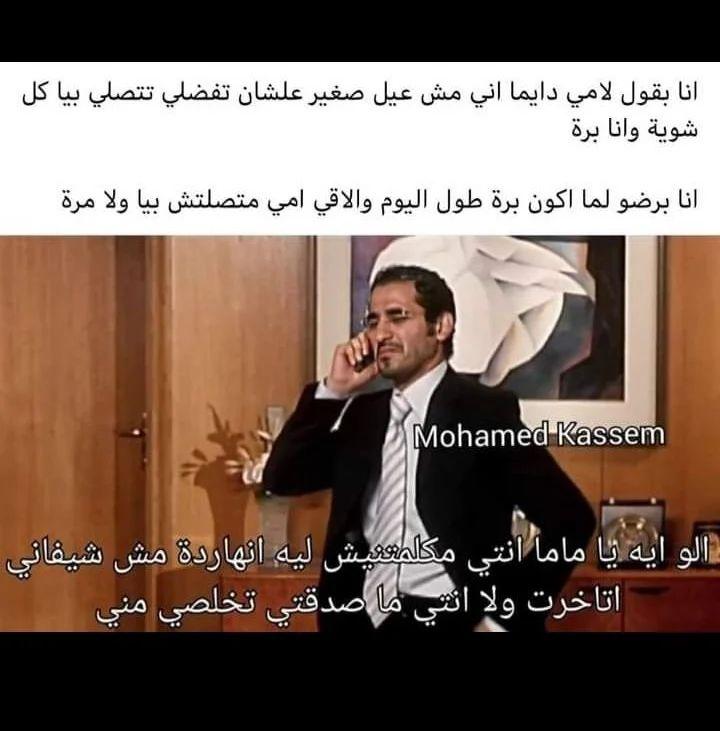 انا بقول لامي دايما اني مش عيل صغير علشان تفضلي تتصلي بيا كل
شوية وانا برة
انا برضو لما اكون برة طول اليوم والاقي امي متصلتش بيا ولا مرة
Mohamed Kassem
الو ايه يا ماما انتي مكلمتنيش ليه انهاردة مش شيفاني
اتاخرت ولا انتي ما صدقتي تخلصي مني